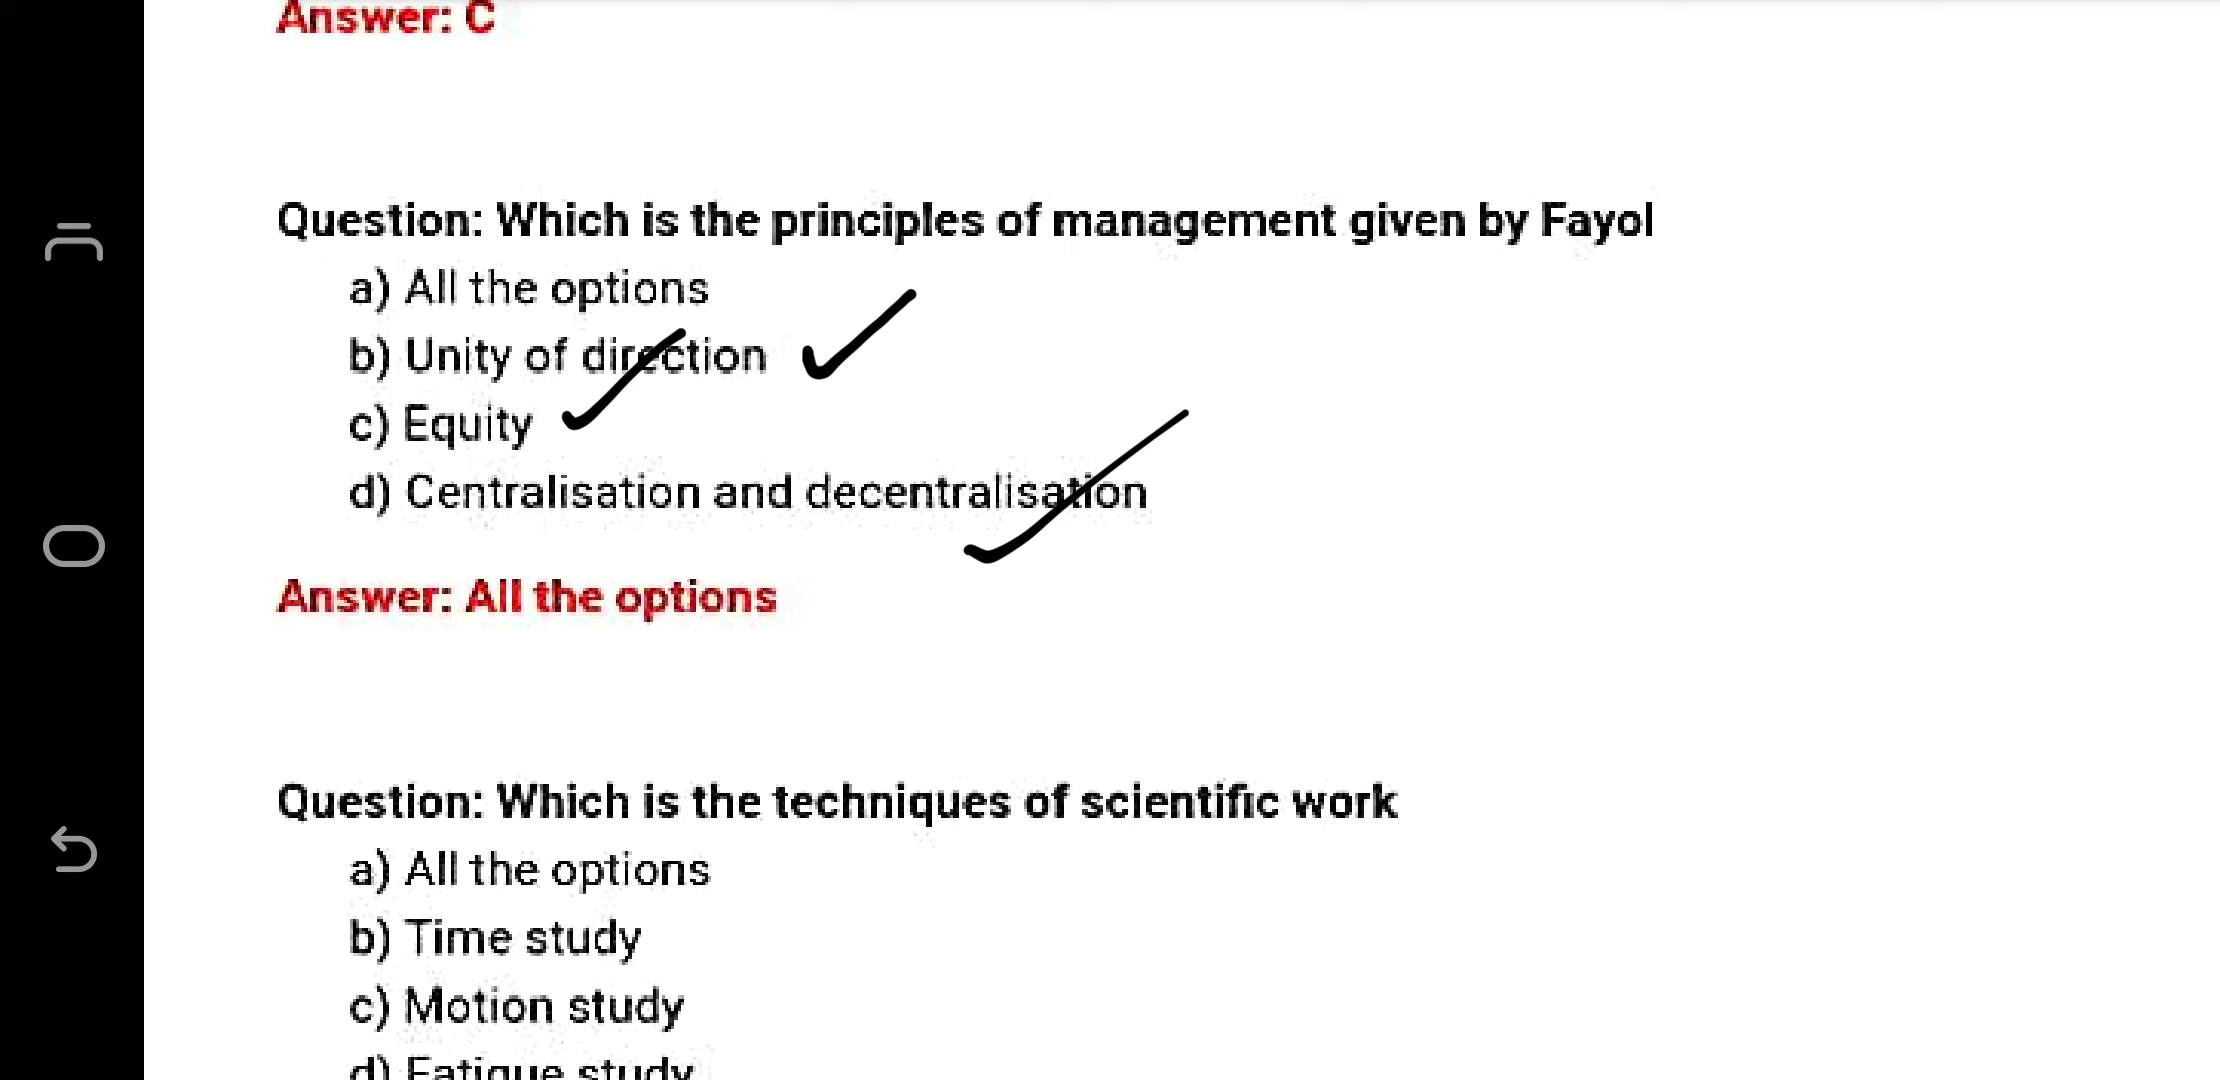 Answer: C
Question: Which is the principles of management given by Fayol
a) All the options
b) Unity of direction
c) Equity
d) Centralisation and decentralisation
Answer: All the options
Question: Which is the techniques of scientific work
a) All the options
b) Time study
c) Motion study
d) Fatigue study